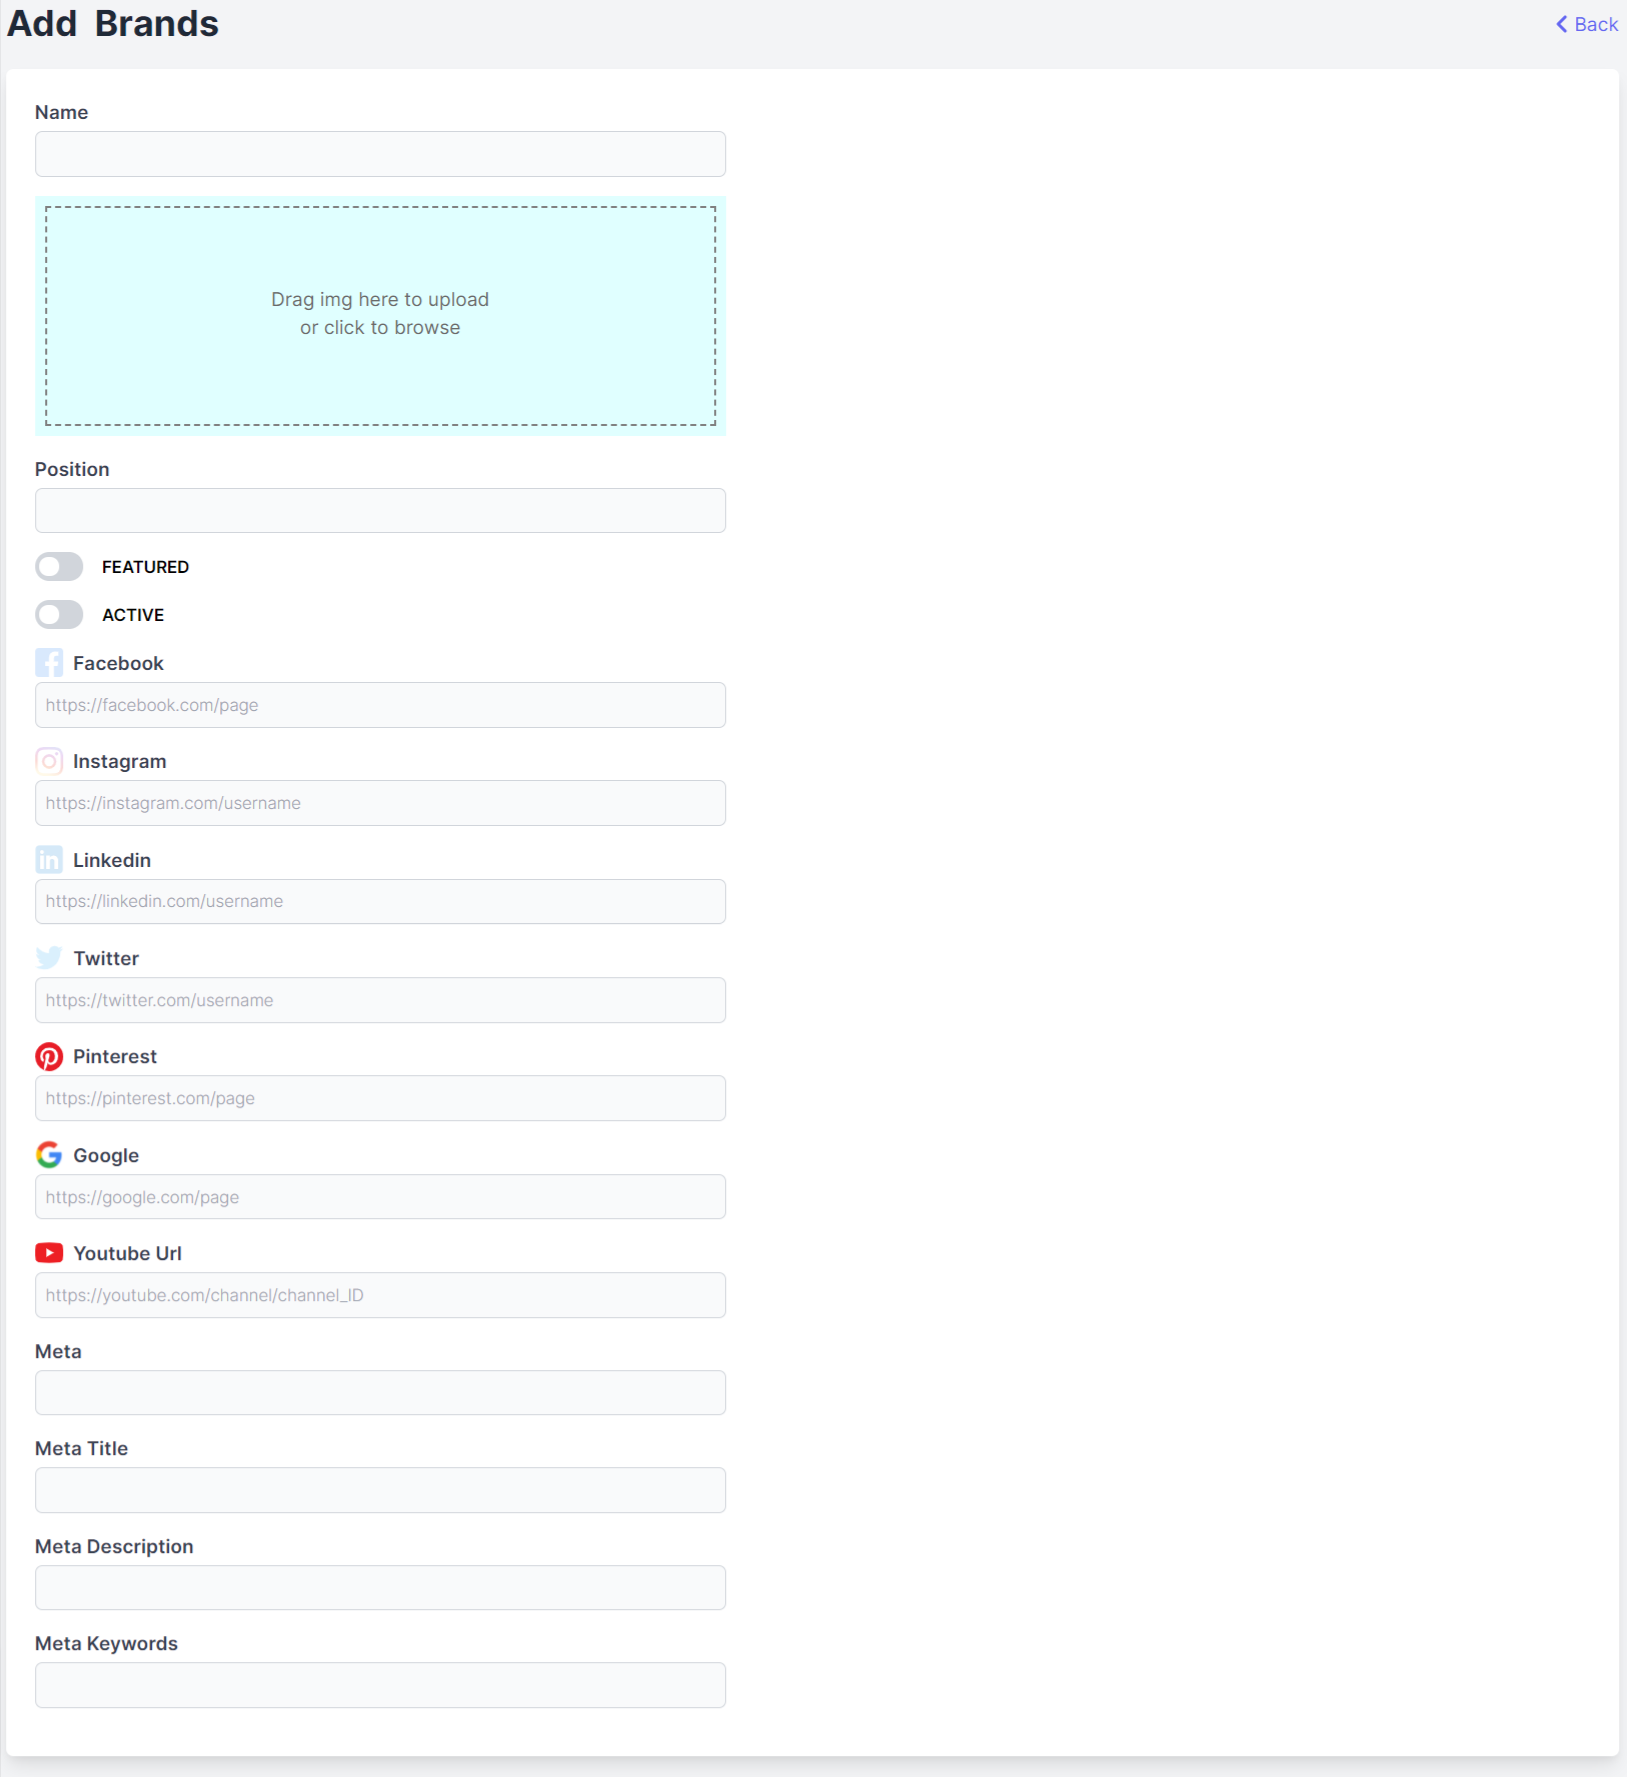 Add Brands
Back
Name
Drag img here to upload
or click to browse
Position
FEATURED
ACTIVE
Facebook
https://facebook.com/page
Instagram
https://instagram.com/username
Linkedin
https://linkedin.com/username
Twitter
https://twitter.com/username
Pinterest
https://pinterest.com/page
Google
https://google.com/page
Youtube Url
https://youtube.com/channel/channel_ID
Meta
Meta Title
Meta Description
Meta Keywords